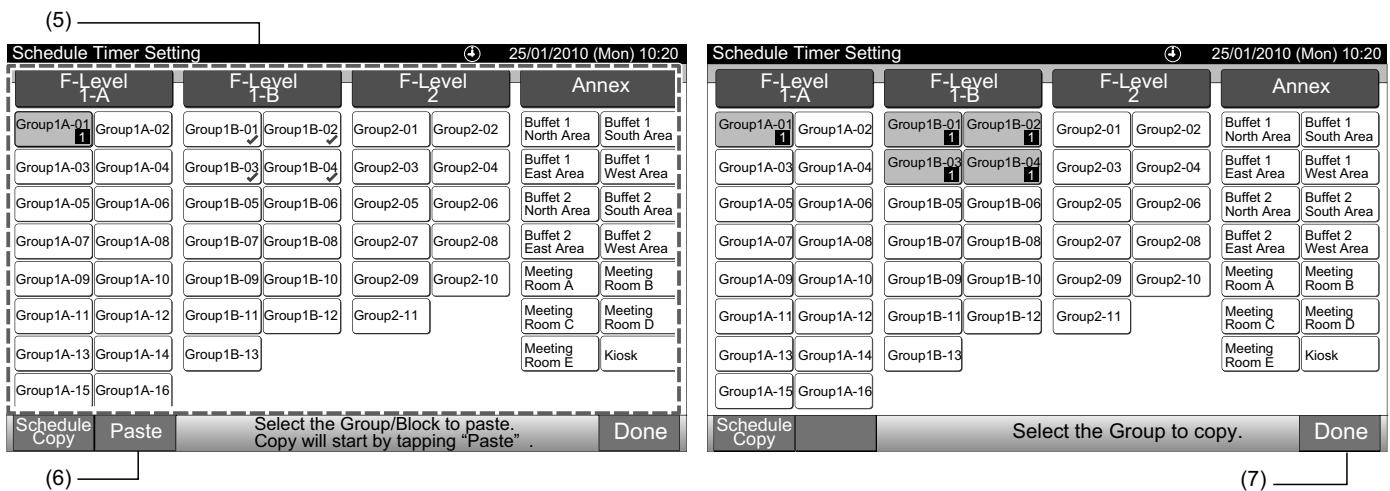 (5)
Schedule Timer Setting 25/01/2010 (Mon) 10:20
F-Level
1-A
F-Level
1-B
F-Level
2
Annex
Group1A-01
1
Group1A-02
Group1B-01
Group1B-02
Group2-01
Group2-02
Buffet 1
North Area
Buffet 1
South Area
Group1A-03
Group1A-04
Group1B-03
Group1B-04
Group2-03
Group2-04
Buffet 1
East Area
Buffet 1
West Area
Group1A-05
Group1A-06
Group1B-05
Group1B-06
Group2-05
Group2-06
Buffet 2
North Area
Buffet 2
South Area
Group1A-07
Group1A-08
Group1B-07
Group1B-08
Group2-07
Group2-08
Buffet 2
East Area
Buffet 2
West Area
Group1A-09
Group1A-10
Group1B-09
Group1B-10
Group2-09
Group2-10
Meeting
Room A
Meeting
Room B
Group1A-11
Group1A-12
Group1B-11
Group1B-12
Group2-11
Meeting
Room C
Meeting
Room D
Group1A-13
Group1A-14
Group1B-13
Meeting
Room E
Kiosk
Group1A-15
Group1A-16
Schedule
Copy
Paste
Select the Group/Block to paste.
Copy will start by tapping “Paste” .
Done
(6)
Schedule Timer Setting 25/01/2010 (Mon) 10:20
F-Level
1-A
F-Level
1-B
F-Level
2
Annex
Group1A-01
1
Group1A-02
Group1B-01
1
Group1B-02
1
Group2-01
Group2-02
Buffet 1
North Area
Buffet 1
South Area
Group1A-03
Group1A-04
Group1B-03
1
Group1B-04
1
Group2-03
Group2-04
Buffet 1
East Area
Buffet 1
West Area
Group1A-05
Group1A-06
Group1B-05
Group1B-06
Group2-05
Group2-06
Buffet 2
North Area
Buffet 2
South Area
Group1A-07
Group1A-08
Group1B-07
Group1B-08
Group2-07
Group2-08
Buffet 2
East Area
Buffet 2
West Area
Group1A-09
Group1A-10
Group1B-09
Group1B-10
Group2-09
Group2-10
Meeting
Room A
Meeting
Room B
Group1A-11
Group1A-12
Group1B-11
Group1B-12
Group2-11
Meeting
Room C
Meeting
Room D
Group1A-13
Group1A-14
Group1B-13
Meeting
Room E
Kiosk
Group1A-15
Group1A-16
Schedule
Copy
Select the Group to copy.
Done
(7)